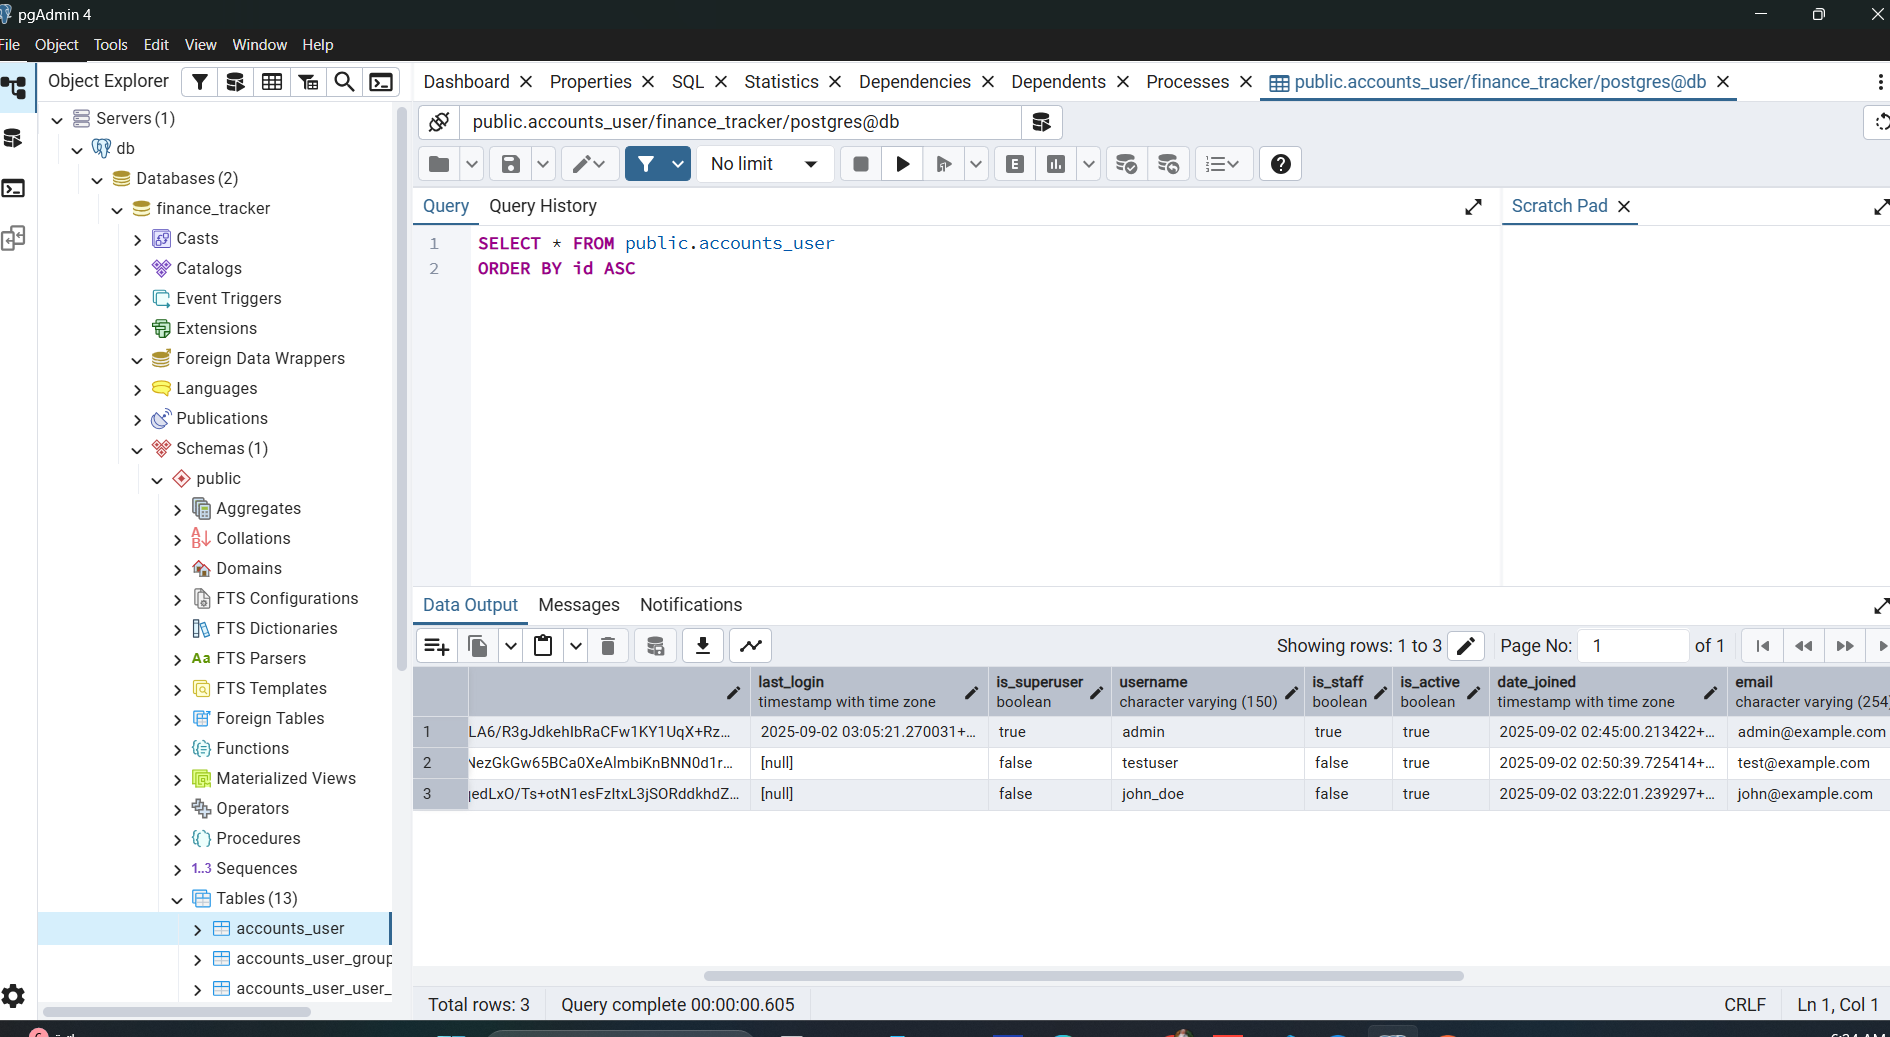 pgAdmin 4
File Object Tools Edit View Window Help
Object Explorer
Dashboard Properties SQL Statistics Dependencies Dependents Processes public.accounts_user/finance_tracker/postgres@db
Servers (1)
db
Databases (2)
finance_tracker
Casts
Catalogs
Event Triggers
Extensions
Foreign Data Wrappers
Languages
Publications
Schemas (1)
public
Aggregates
Collations
Domains
FTS Configurations
FTS Dictionaries
Aa FTS Parsers
FTS Templates
Foreign Tables
Functions
Materialized Views
Operators
Procedures
1..3 Sequences
Tables (13)
accounts_user
accounts_user_group
accounts_user_user_
public.accounts_user/finance_tracker/postgres@db
No limit
E
Query Query History
Scratch Pad
1 SELECT * FROM public.accounts_user
2 ORDER BY id ASC
Data Output Messages Notifications
Showing rows: 1 to 3 Page No: 1 of 1
last_login is_superuser username is_staff is_active date_joined email
timestamp with time zone boolean character varying (150) boolean boolean timestamp with time zone character varying (254)
1 LA6/R3gJdkehIbRaCFw1KY1UqX+Rz... 2025-09-02 03:05:21.270031+... true admin true true 2025-09-02 02:45:00.213422+... admin@example.com
2 NezGkGw65BCa0XeAlmbiKnBNN0d1r... [null] false testuser false true 2025-09-02 02:50:39.725414+... test@example.com
3 jedLxO/Ts+otN1esFzItxL3jSORddkhdZ... [null] false john_doe false true 2025-09-02 03:22:01.239297+... john@example.com
Total rows: 3 Query complete 00:00:00.605
CRLF Ln 1, Col 1